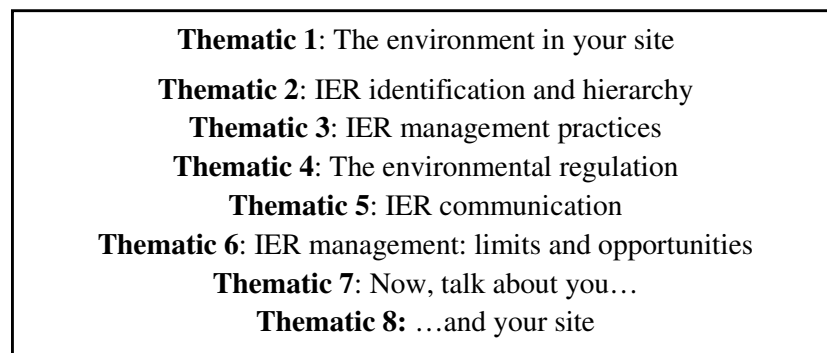 Thematic 1: The environment in your site
Thematic 2: IER identification and hierarchy
Thematic 3: IER management practices
Thematic 4: The environmental regulation
Thematic 5: IER communication
Thematic 6: IER management: limits and opportunities
Thematic 7: Now, talk about you…
Thematic 8: …and your site